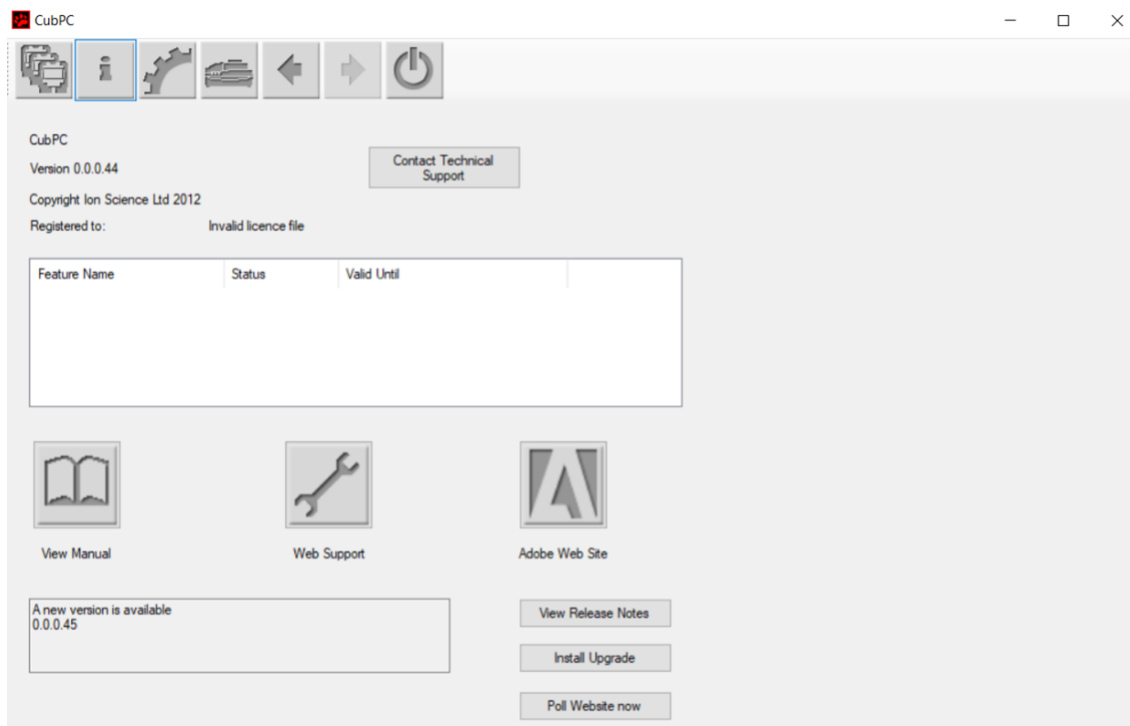 CubPC
CubPC
Version 0.0.0.44
Contact Technical
Support
Copyright Ion Science Ltd 2012
Registered to: Invalid licence file
Feature Name Status Valid Until
View Manual Web Support Adobe Web Site
A new version is available
0.0.0.45
View Release Notes
Install Upgrade
Poll Website now